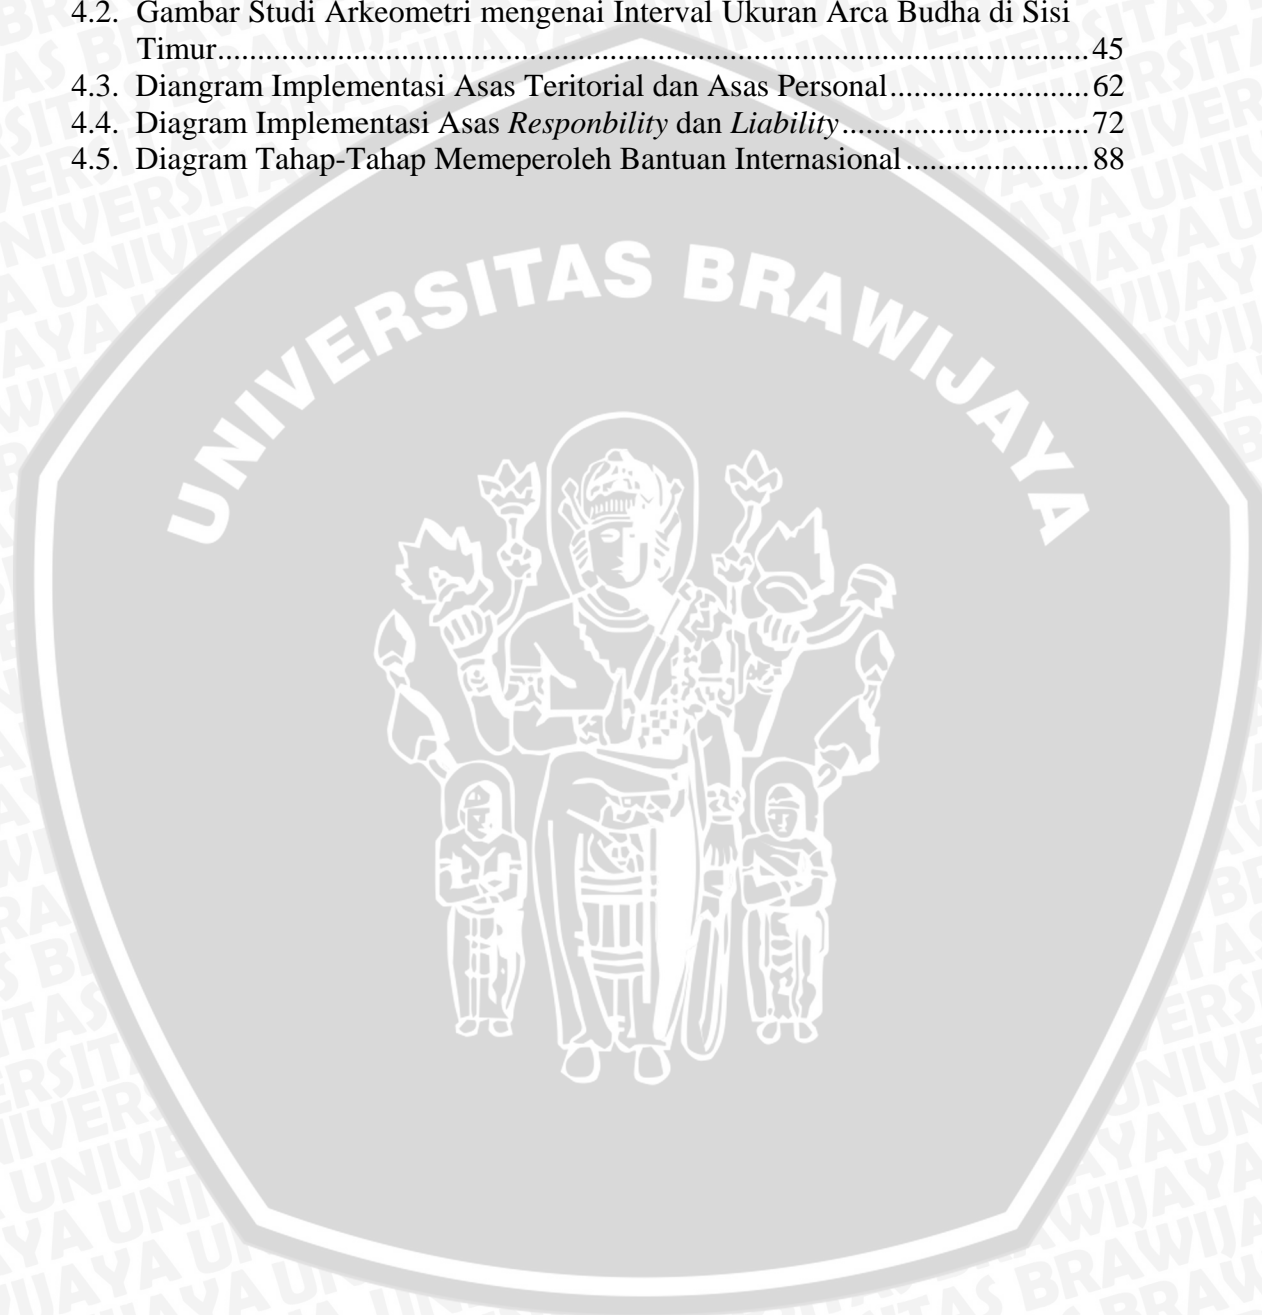 4.2. Gambar Studi Arkeometri mengenai Interval Ukuran Arca Budha di Sisi
Timur............................................................................................................45
4.3. Diangram Implementasi Asas Teritorial dan Asas Personal.........................62
4.4. Diagram Implementasi Asas Responbility dan Liability...............................72
4.5. Diagram Tahap-Tahap Memeperoleh Bantuan Internasional.......................88
UNIVERSITAS BRAWIJAYA